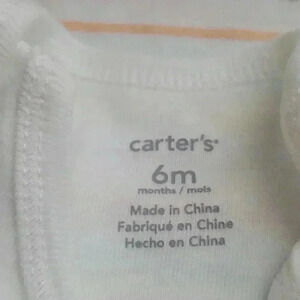 carter's
6m
months / mois
Made in China
Fabriqué en Chine
Hecho en China